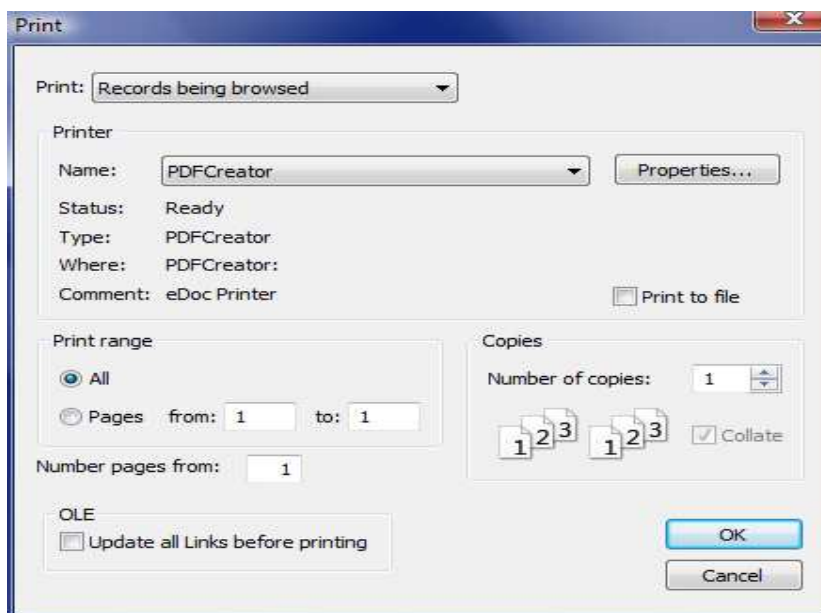 Print
Print: Records being browsed
Printer
Name: PDFCreator Properties...
Status: Ready
Type: PDFCreator
Where: PDFCreator:
Comment: eDoc Printer Print to file
Print range
All
Pages from: 1 to: 1
Number pages from: 1
Copies
Number of copies: 1
1 2 3 1 2 3 Collate
OLE
Update all Links before printing
OK
Cancel